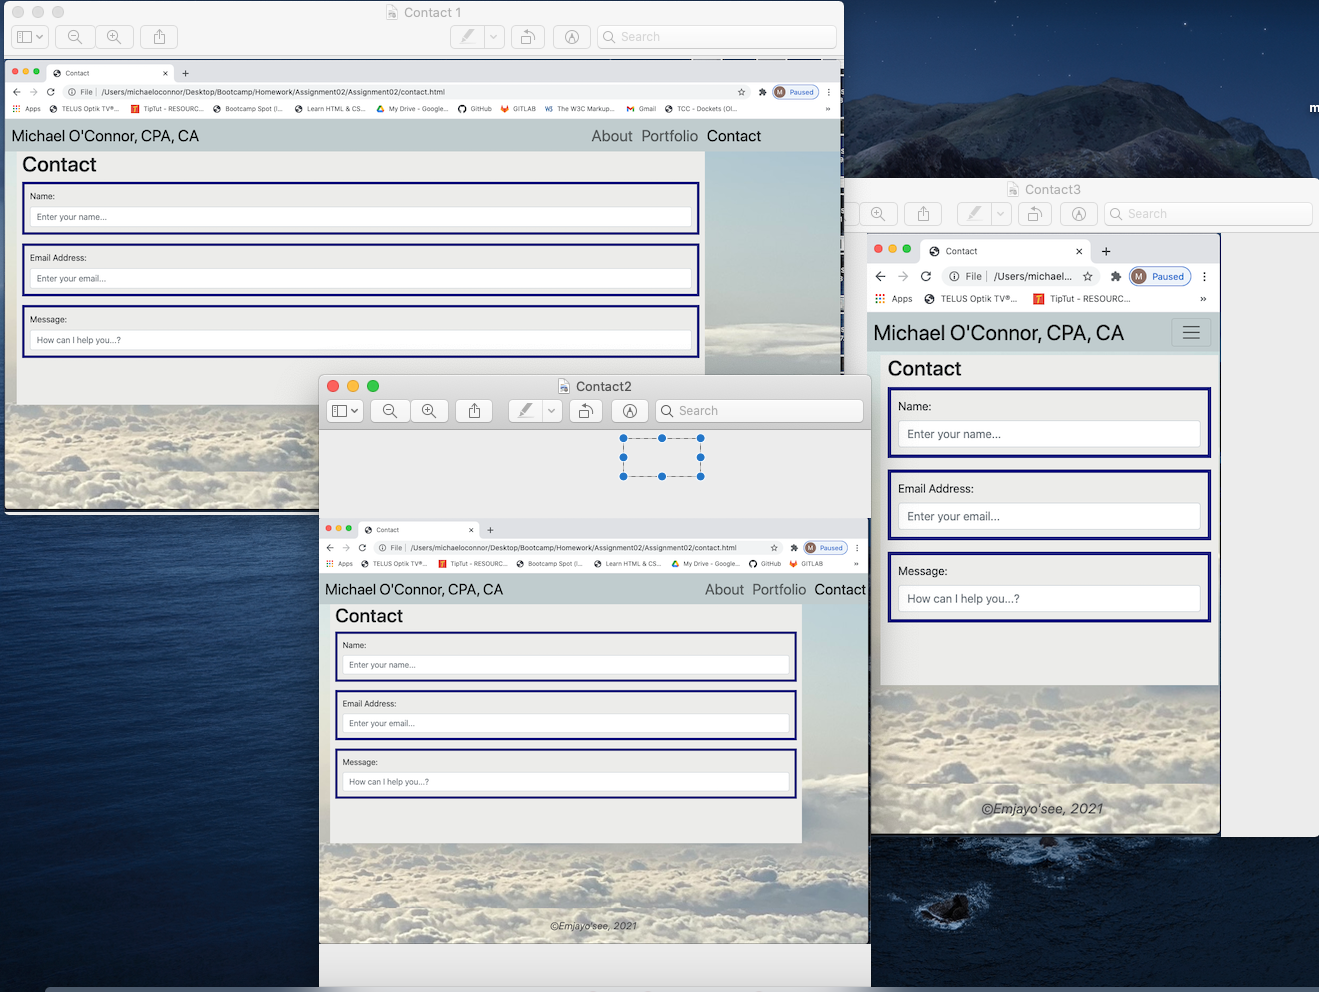 Contact 1
Search
Contact
File /Users/michaeloconnor/Desktop/Bootcamp/Homework/Assignment02/Assignment02/contact.html
M Paused
Apps TELUS Optik TV®... TipTut - RESOURC... Bootcamp Spot (I... Learn HTML & CS... My Drive - Google... GitHub GITLAB The W3C Markup... Gmail TCC - Dockets (Ol... »
Michael O'Connor, CPA, CA About Portfolio Contact
Contact
Name:
Enter your name...
Email Address:
Enter your email...
Message:
How can I help you...?
m
Contact3
Search
Contact
File /Users/michael...
M Paused
Apps TELUS Optik TV®... TipTut - RESOURC... »
Michael O'Connor, CPA, CA
Contact
Name:
Enter your name...
Email Address:
Enter your email...
Message:
How can I help you...?
©Emjayo'see, 2021
Contact2
Search
Contact
File /Users/michaeloconnor/Desktop/Bootcamp/Homework/Assignment02/Assignment02/contact.html
M Paused
Apps TELUS Optik TV®... TipTut - RESOURC... Bootcamp Spot (I... Learn HTML & CS... My Drive - Google... GitHub GITLAB »
Michael O'Connor, CPA, CA About Portfolio Contact
Contact
Name:
Enter your name...
Email Address:
Enter your email...
Message:
How can I help you...?
©Emjayo'see, 2021